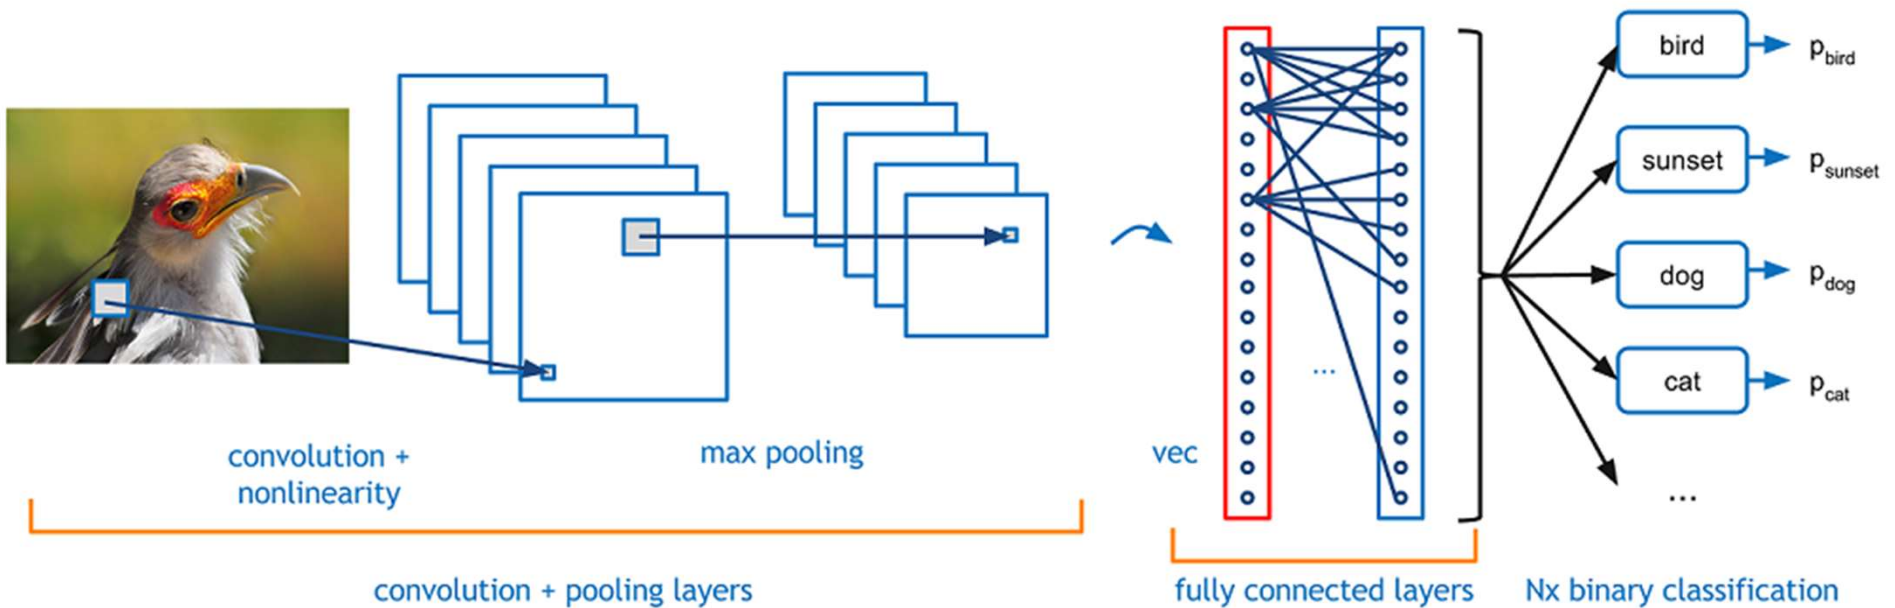 bird
p_bird
sunset
p_sunset
dog
p_dog
cat
p_cat
...
...
convolution +
nonlinearity
max pooling
vec
convolution + pooling layers
fully connected layers
Nx binary classification